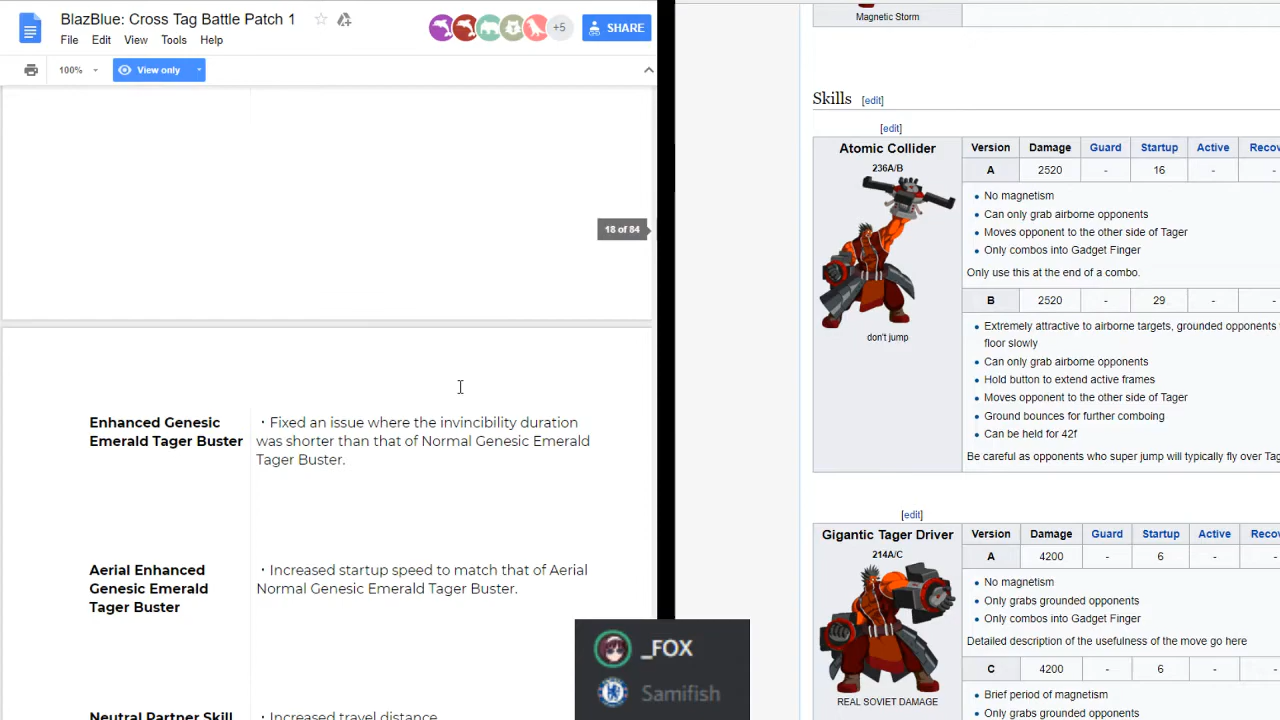 BlazBlue: Cross Tag Battle Patch 1
File Edit View Tools Help
+5
SHARE
100%
View only
18 of 84
Enhanced Genesic
Emerald Tager Buster
・Fixed an issue where the invincibility duration
was shorter than that of Normal Genesic Emerald
Tager Buster.
Aerial Enhanced
Genesic Emerald
Tager Buster
・Increased startup speed to match that of Aerial
Normal Genesic Emerald Tager Buster.
Neutral Partner Skill
・Increased travel distance
_FOX
Samifish
Magnetic Storm
Skills [edit]
[edit]
Atomic Collider
236A/B
don't jump
Version Damage Guard Startup Active Recov
A 2520 - 16 - -
• No magnetism
• Can only grab airborne opponents
• Moves opponent to the other side of Tager
• Only combos into Gadget Finger
Only use this at the end of a combo.
B 2520 - 29 - -
• Extremely attractive to airborne targets, grounded opponents
floor slowly
• Can only grab airborne opponents
• Hold button to extend active frames
• Moves opponent to the other side of Tager
• Ground bounces for further comboing
• Can be held for 42f
Be careful as opponents who super jump will typically fly over Tag
[edit]
Gigantic Tager Driver
214A/C
REAL SOVIET DAMAGE
Version Damage Guard Startup Active Recov
A 4200 - 6 - -
• No magnetism
• Only grabs grounded opponents
• Only combos into Gadget Finger
Detailed description of the usefulness of the move go here
C 4200 - 6 - -
• Brief period of magnetism
• Only grabs grounded opponents